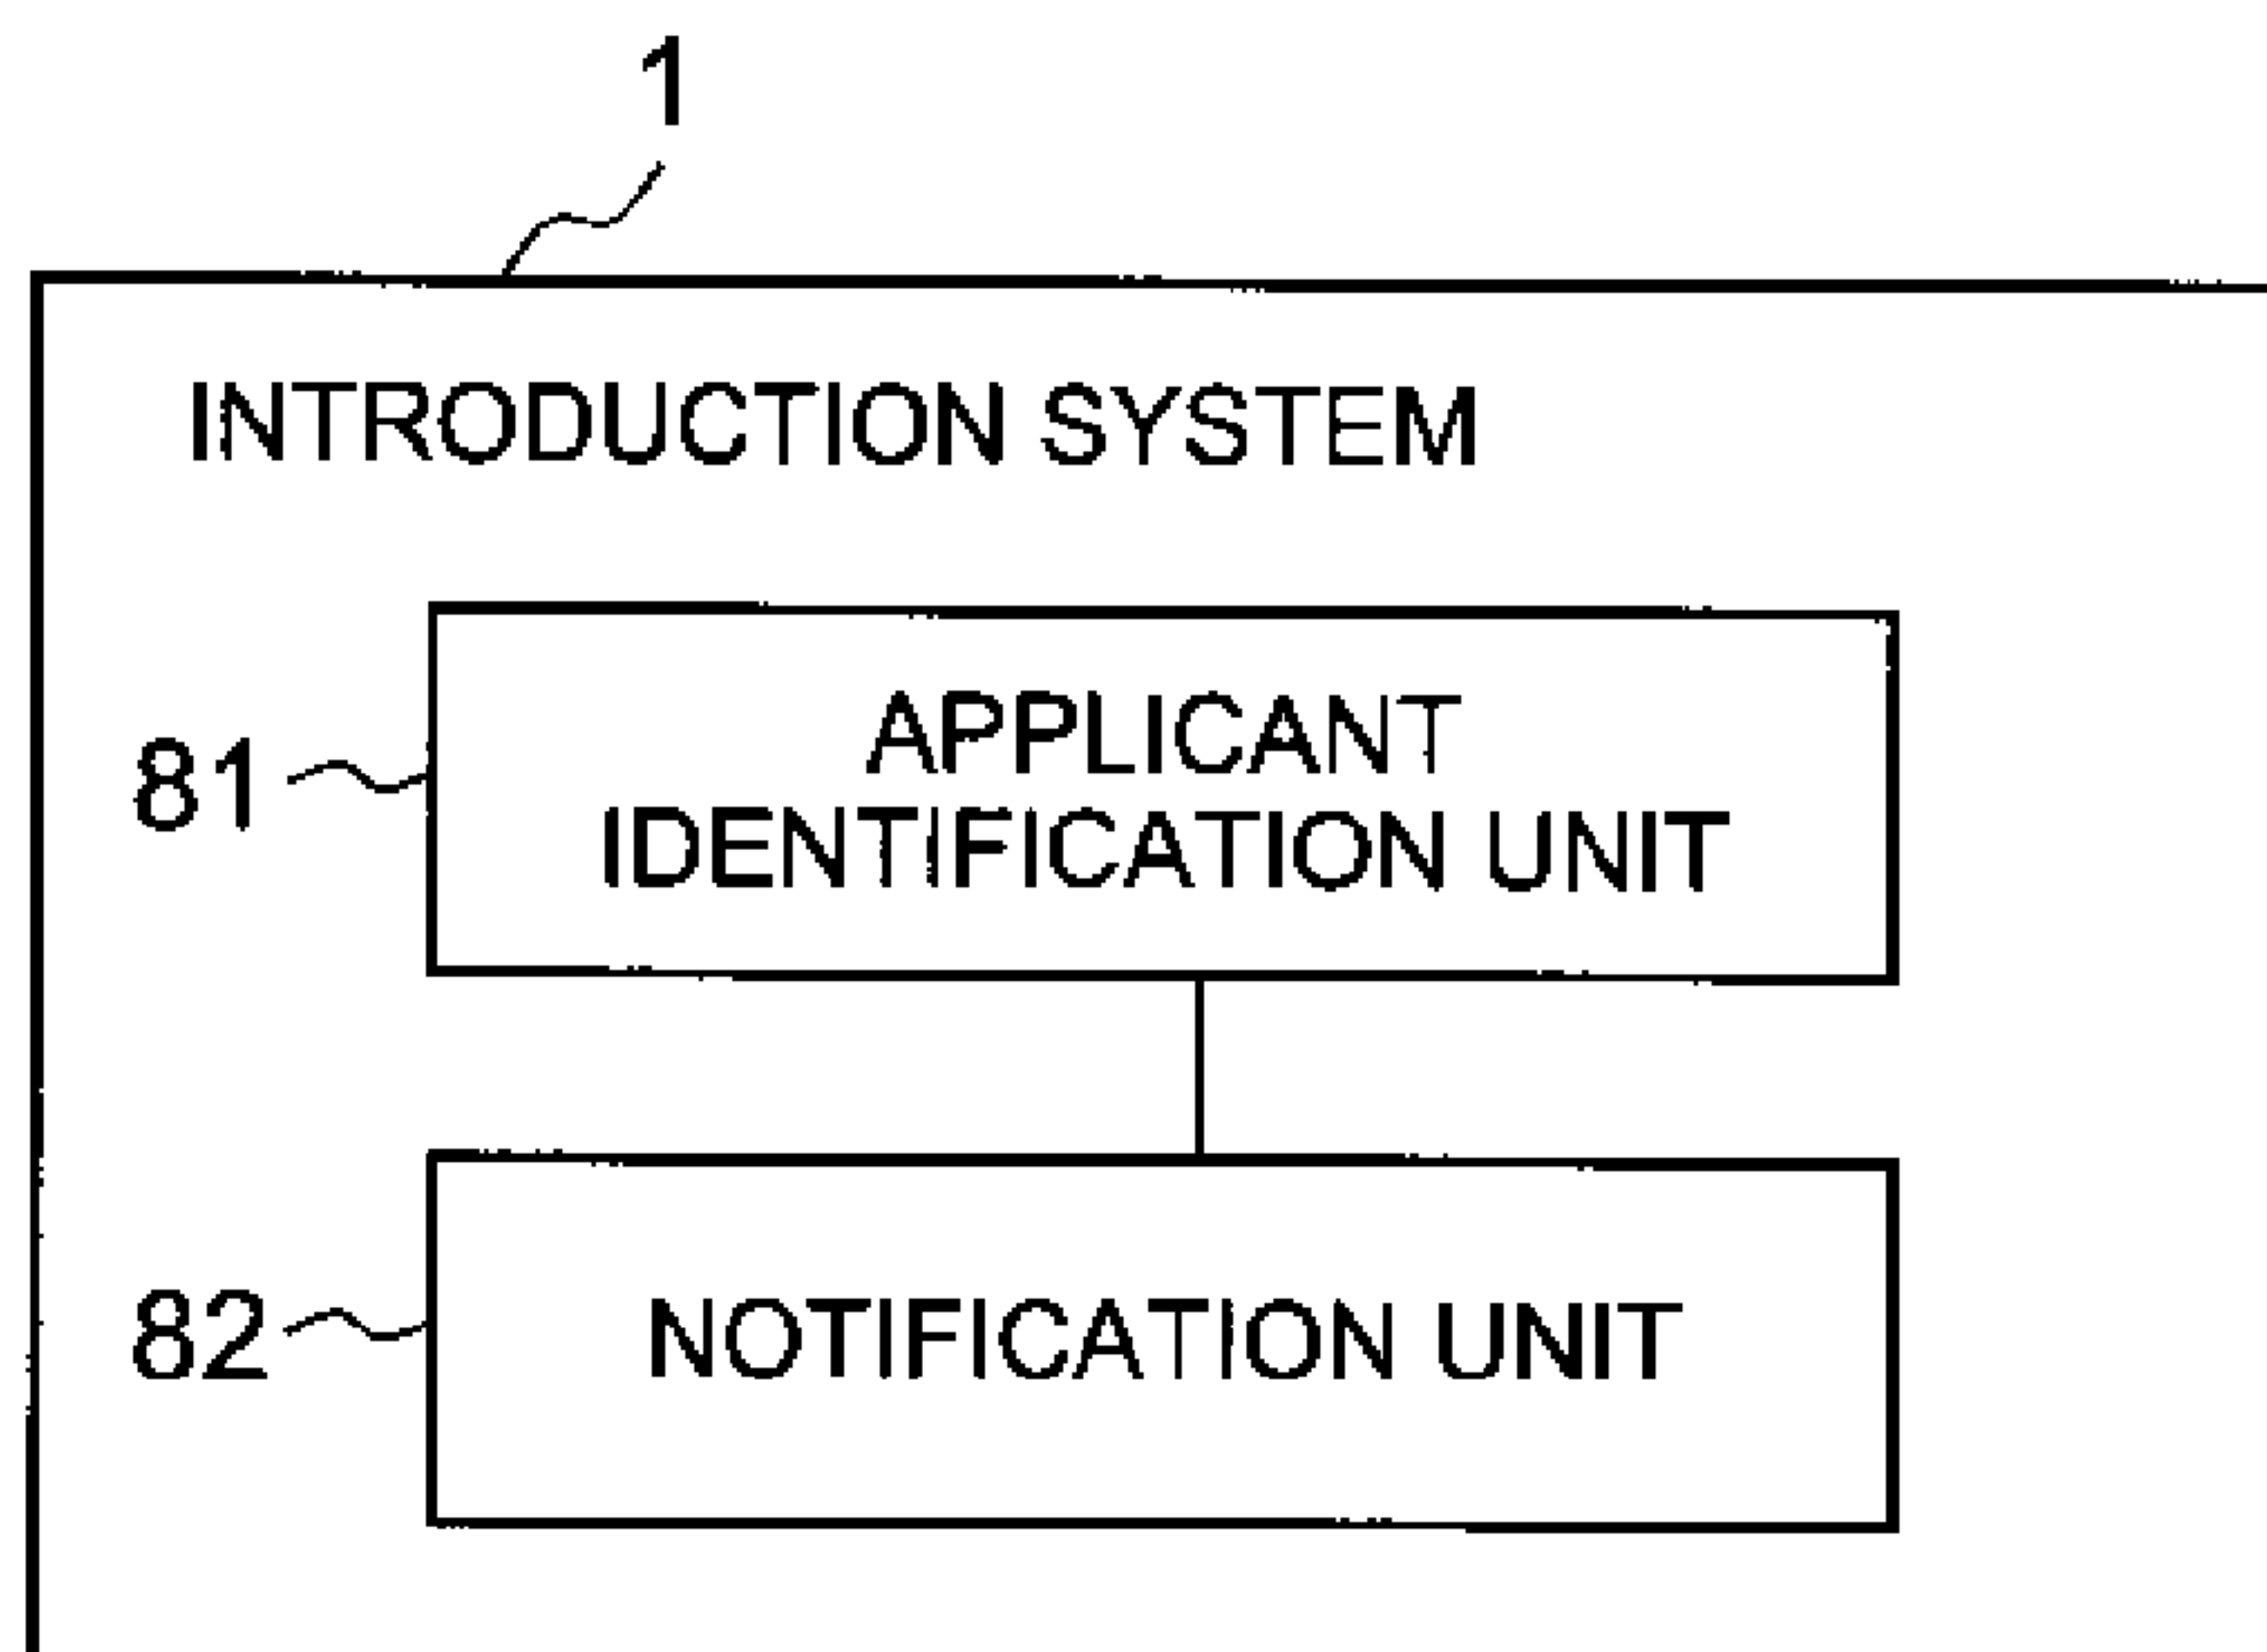 1
INTRODUCTION SYSTEM
APPLICANT
81
IDENTIFICATION UNIT
82
NOTIFICATION UNIT